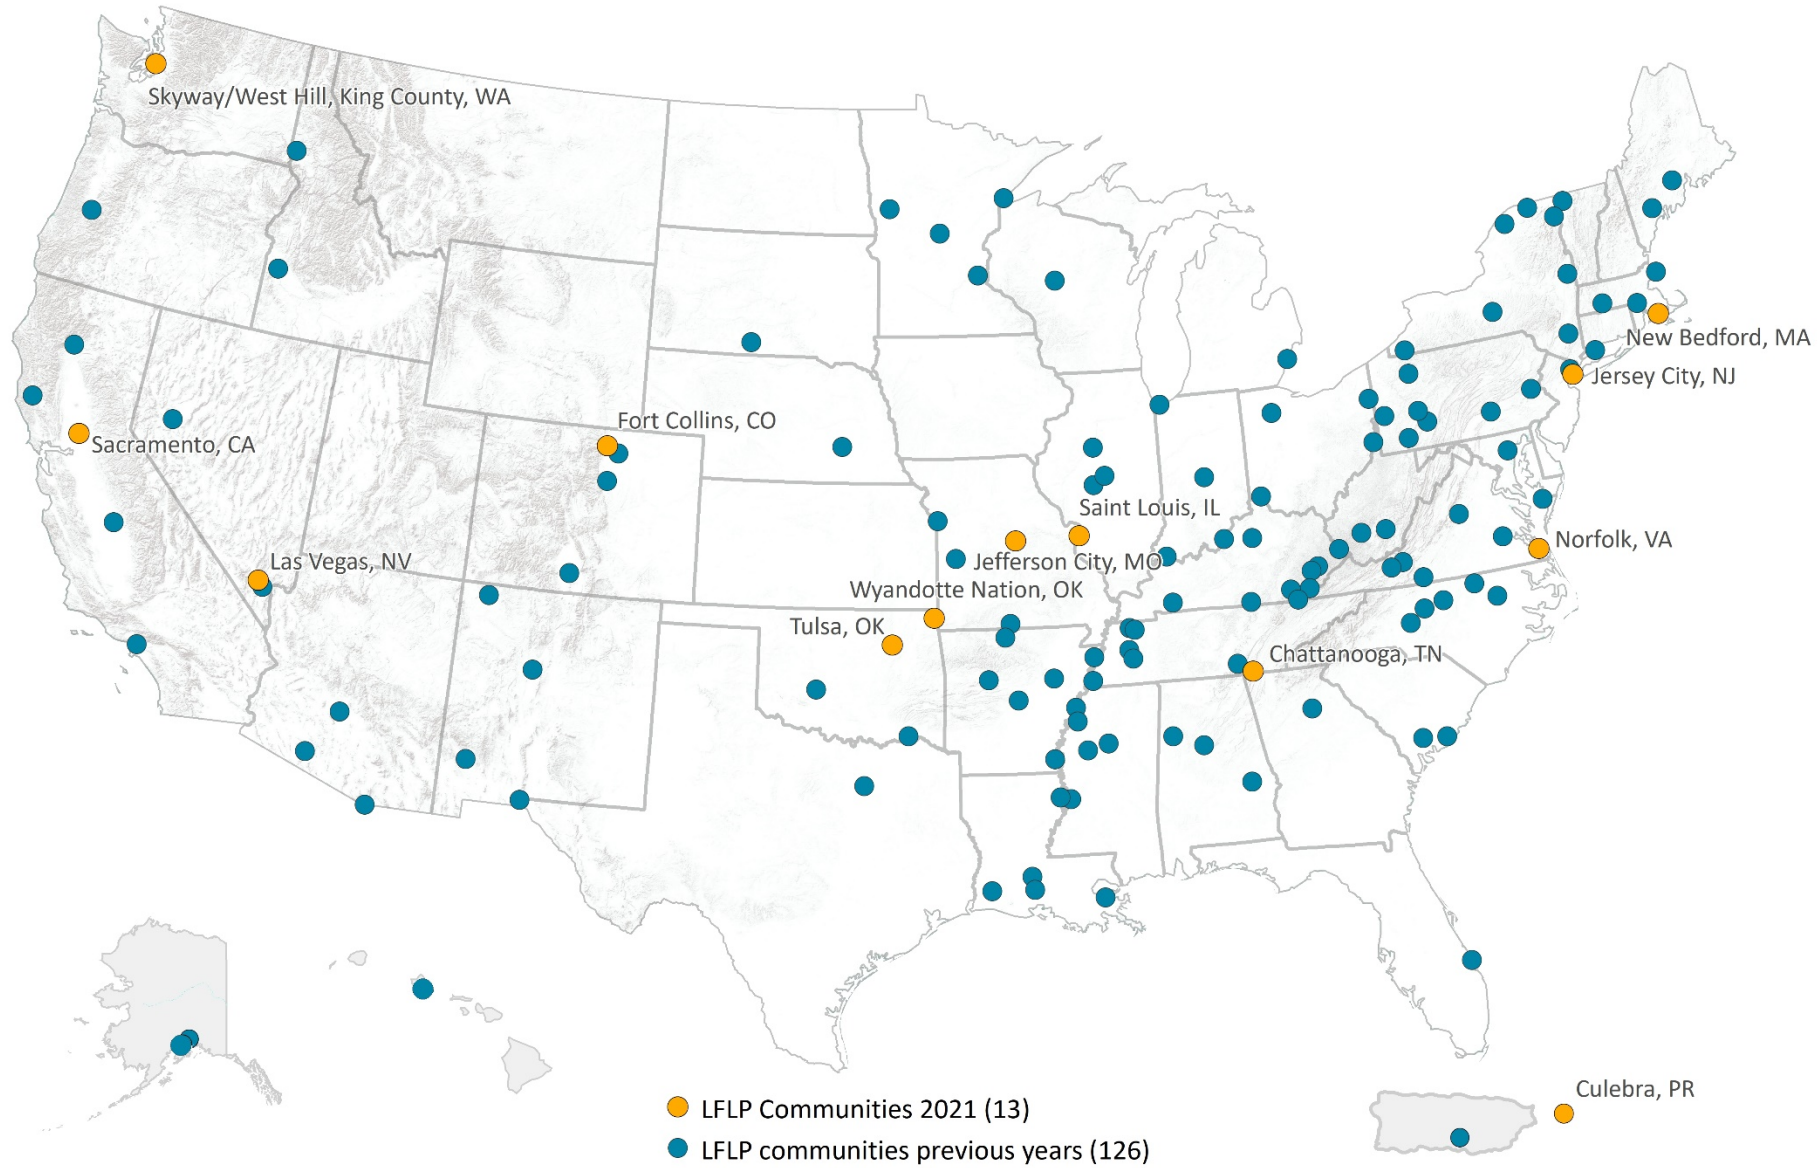 Skyway/West Hill, King County, WA
New Bedford, MA
Jersey City, NJ
Fort Collins, CO
Sacramento, CA
Saint Louis, IL
Norfolk, VA
Las Vegas, NV
Jefferson City, MO
Wyandotte Nation, OK
Tulsa, OK
Chattanooga, TN
Culebra, PR
LFLP Communities 2021 (13)
LFLP communities previous years (126)